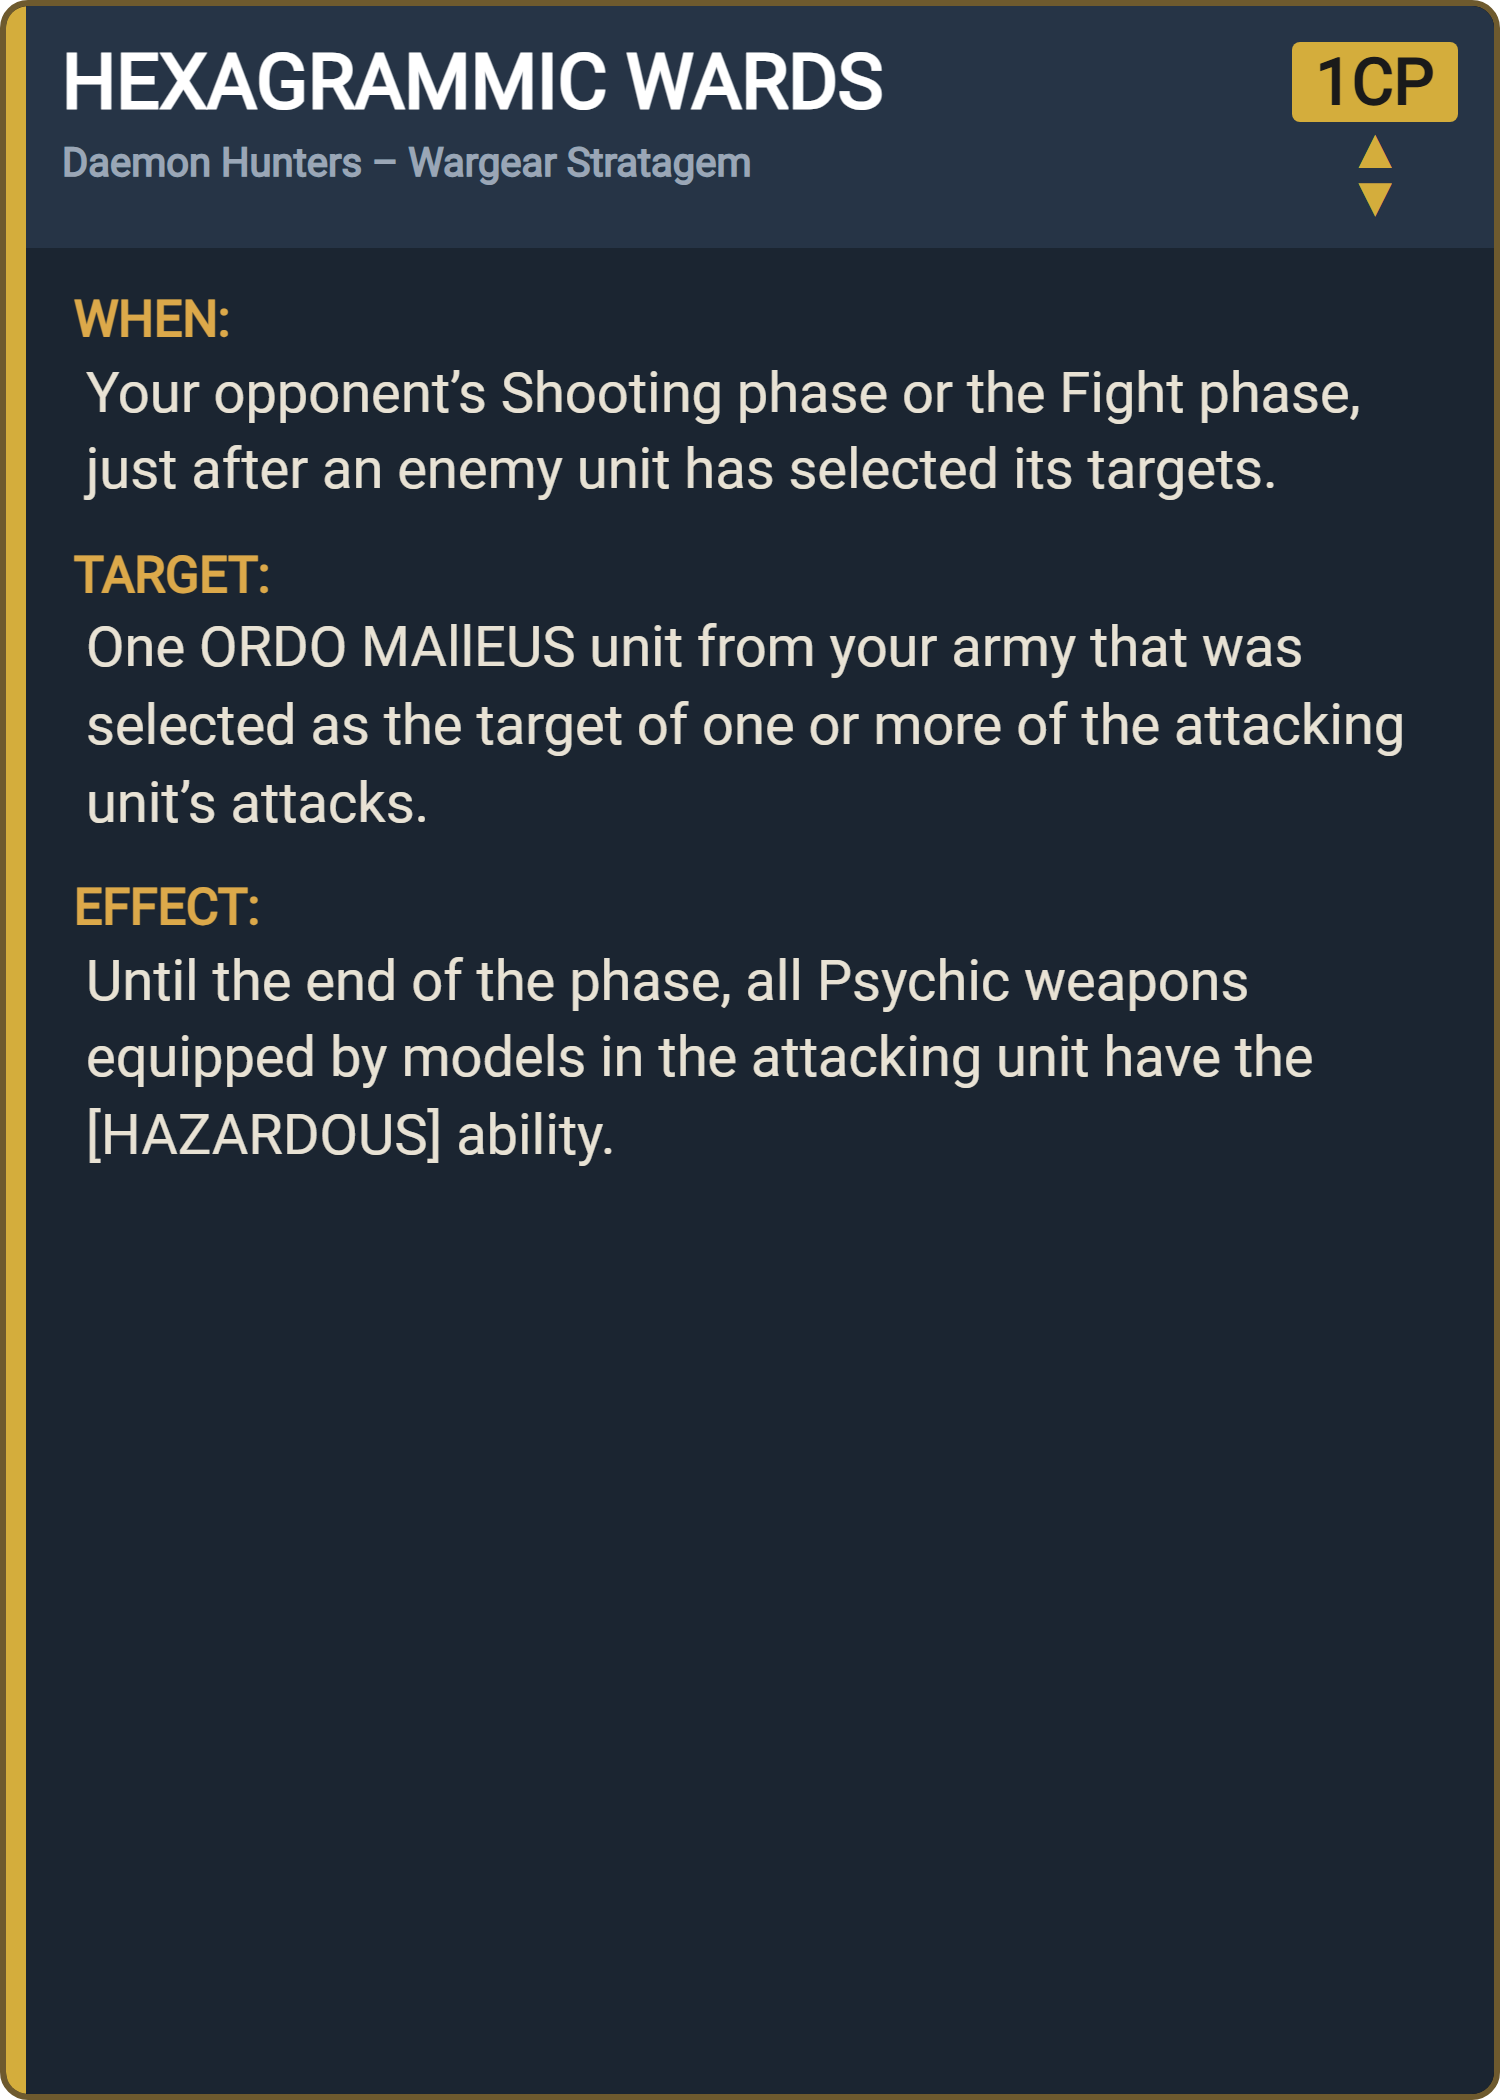 HEXAGRAMMIC WARDS
1CP
Daemon Hunters – Wargear Stratagem
WHEN:
Your opponent’s Shooting phase or the Fight phase,
just after an enemy unit has selected its targets.
TARGET:
One ORDO MAllEUS unit from your army that was
selected as the target of one or more of the attacking
unit’s attacks.
EFFECT:
Until the end of the phase, all Psychic weapons
equipped by models in the attacking unit have the
[HAZARDOUS] ability.